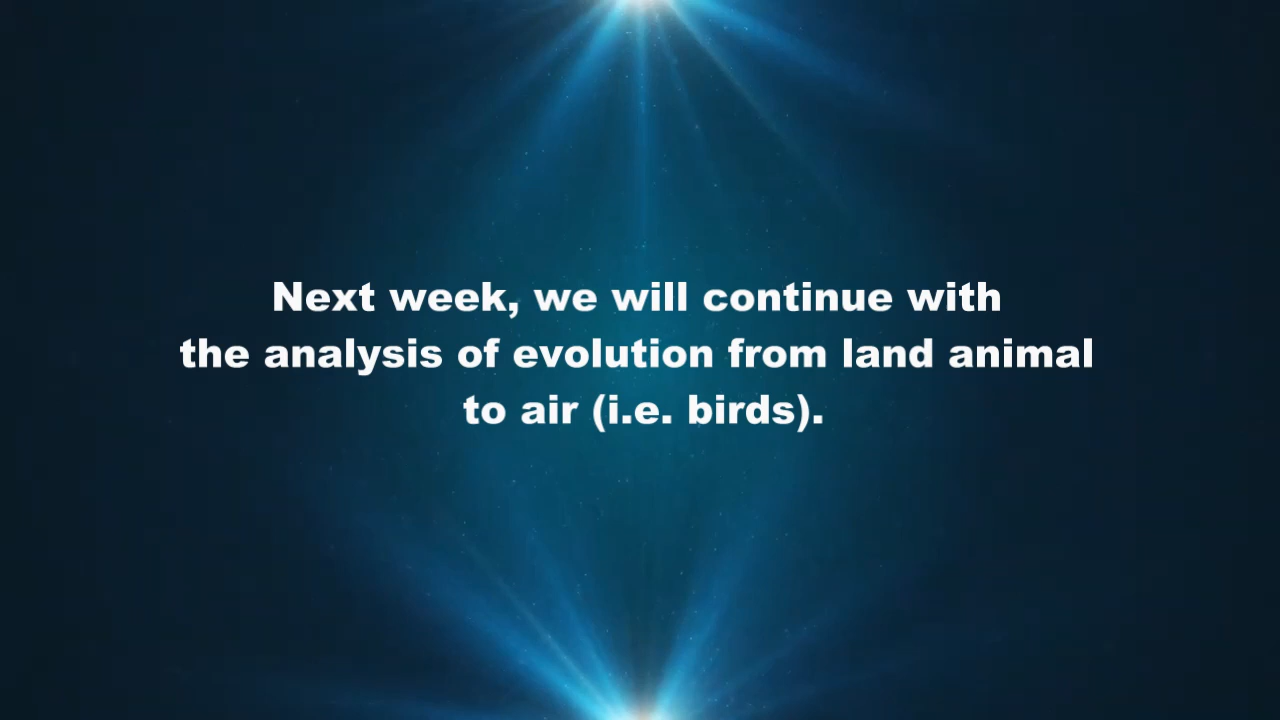 Next week, we will continue with
the analysis of evolution from land animal
to air (i.e. birds).